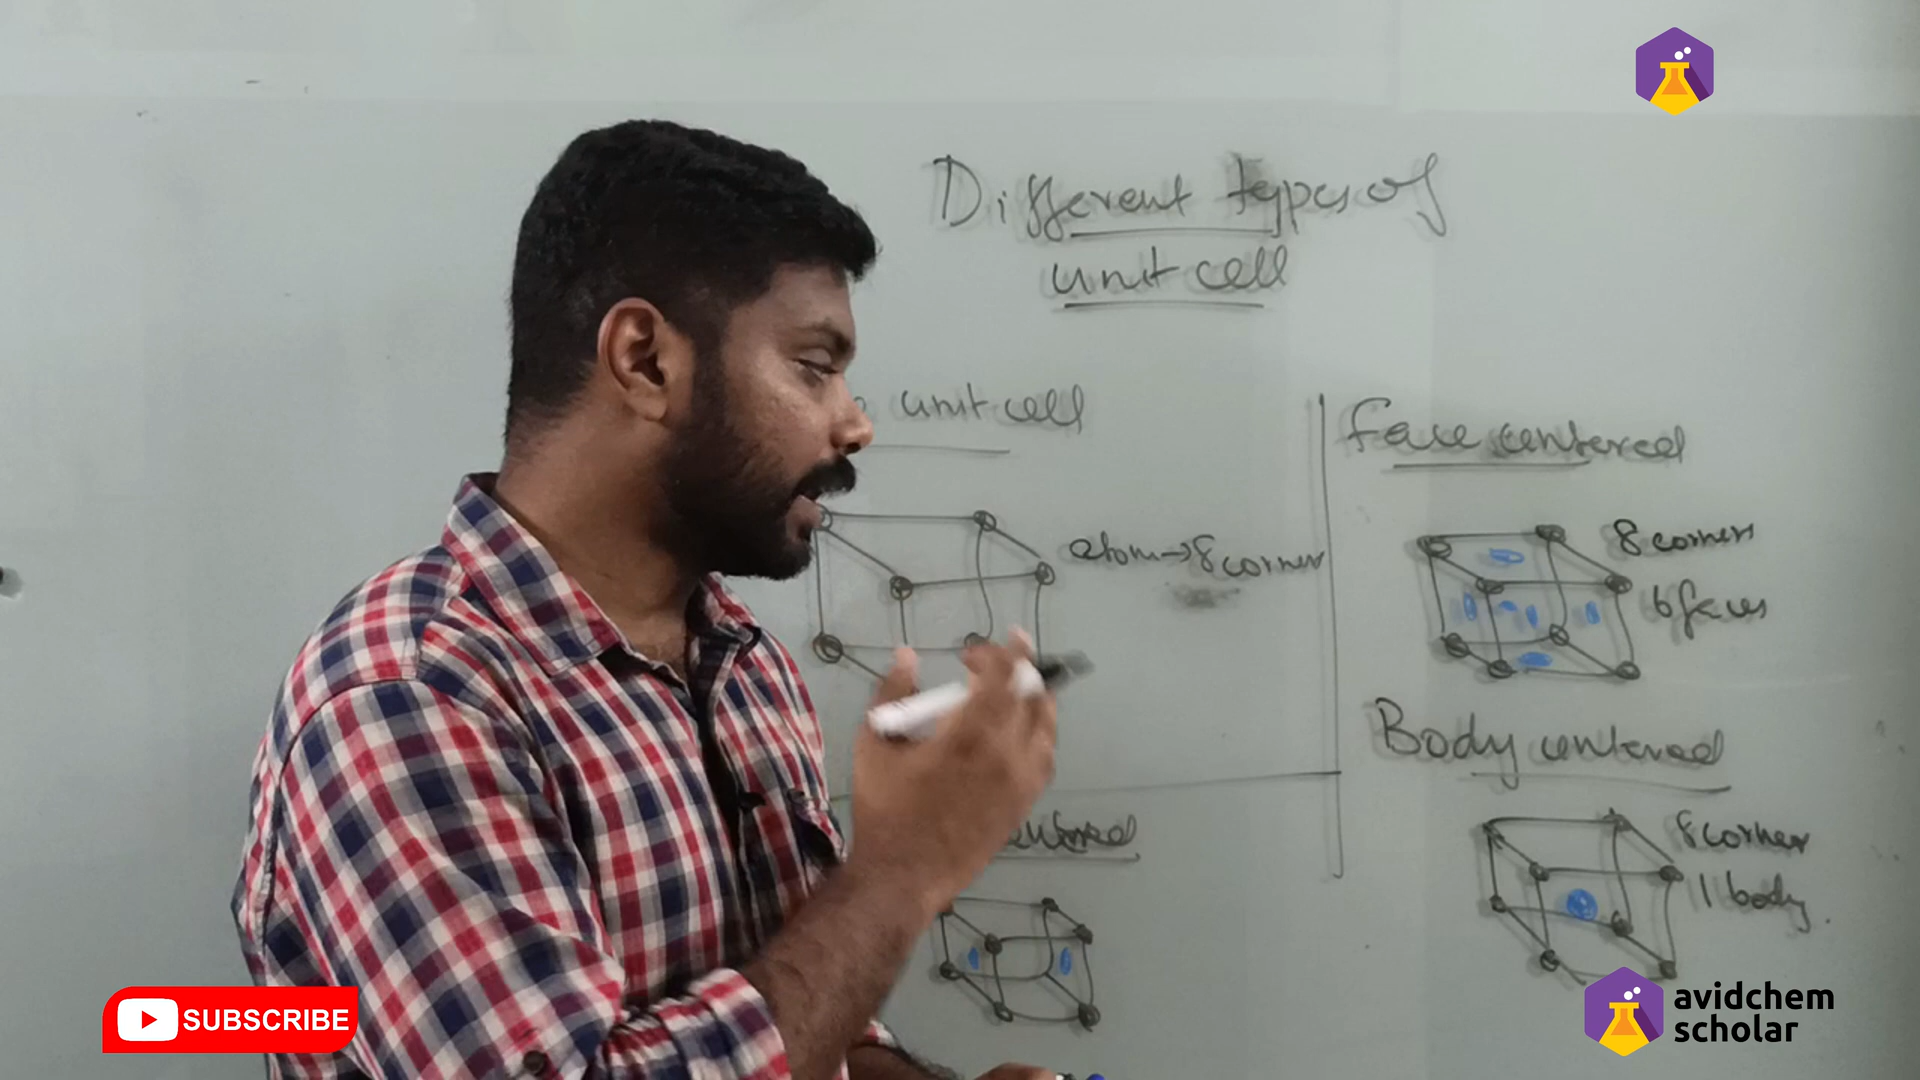 Different types of
unit cell
unit cell
atom → 8 corner
Face centered
8 corners
6 faces
Body centered
8 corner
1 body.
SUBSCRIBE
avidchem
scholar